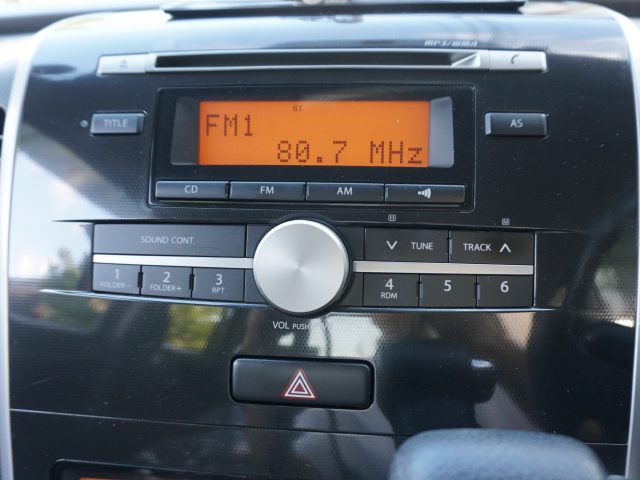 MP3/WMA
TITLE
ST
FM1
80.7 MHz
AS
CD FM AM
SOUND CONT.
TUNE
TRACK
H
M
1 FOLDER-
2 FOLDER+
3 RPT
4 RDM
5
6
VOL PUSH